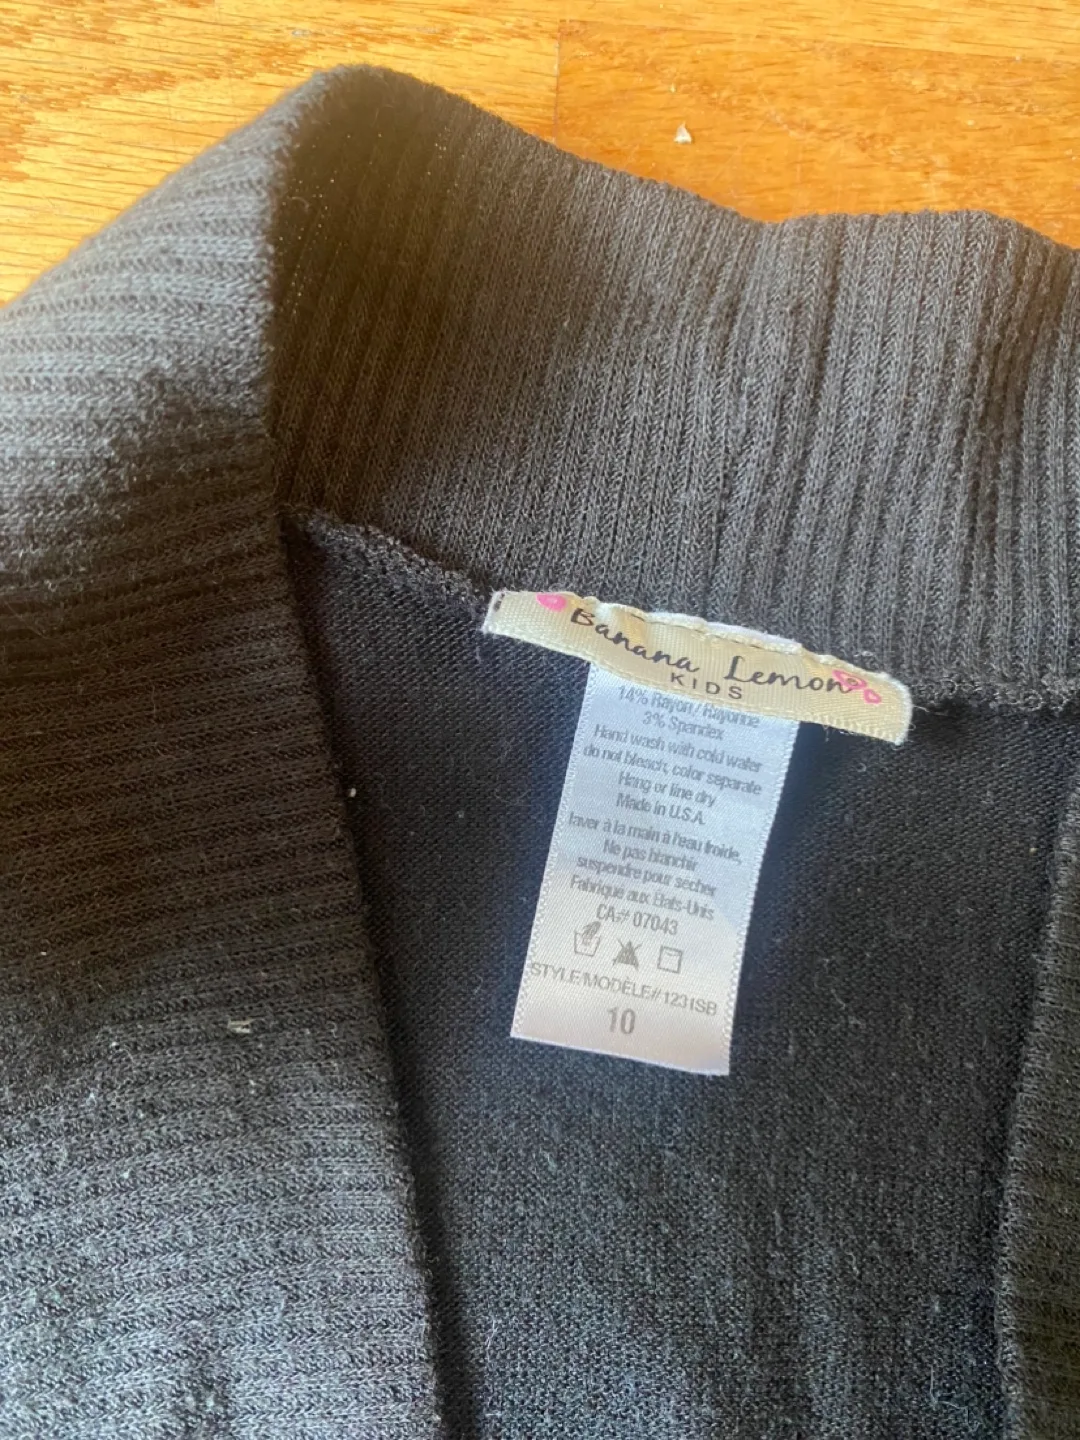 Banana Lemon
KIDS
14% Rayon / Rayonne
3% Spandex
Hand wash with cold water
do not bleach, color separate
Hang or line dry
Made in U.S.A.
laver à la main à l'eau froide,
Ne pas blanchir
suspendre pour sécher
Fabriqué aux États-Unis
CA# 07043
STYLE/MODÈLE# 1231SB
10